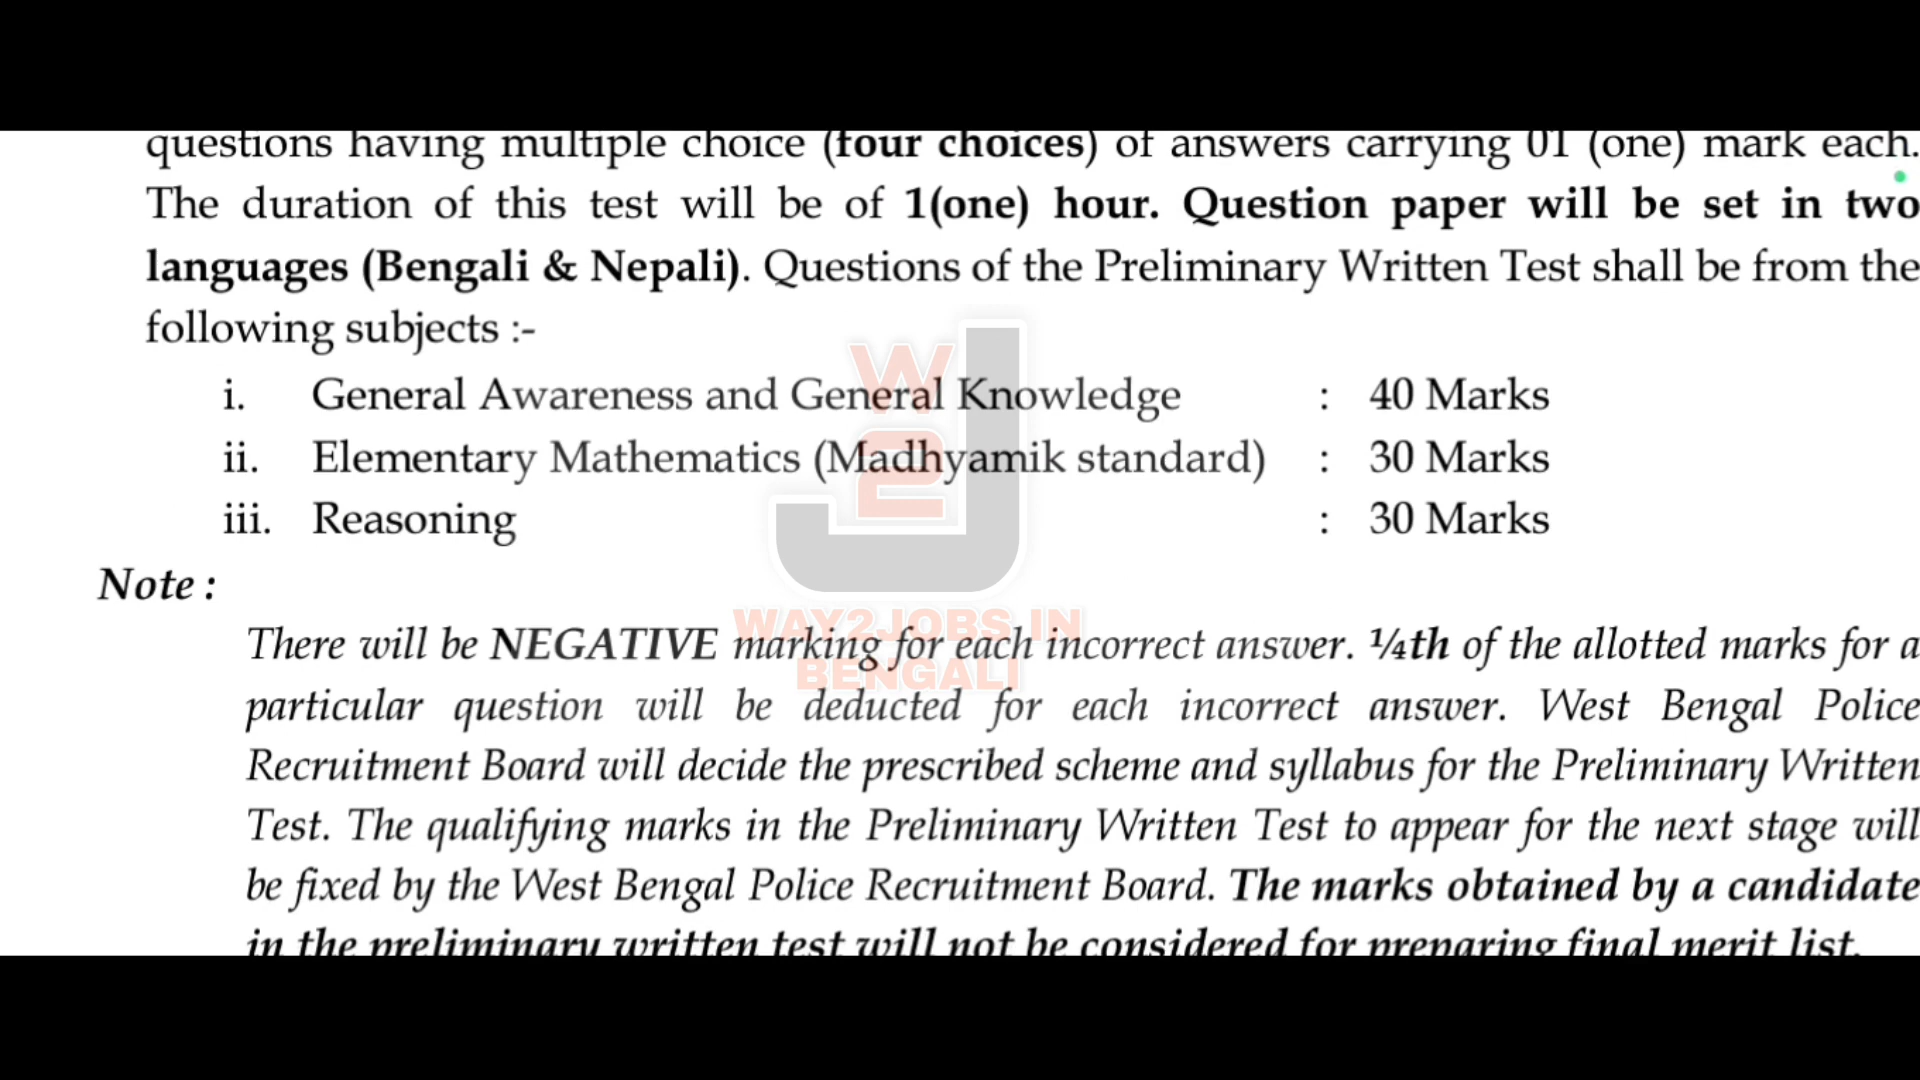 questions having multiple choice (four choices) of answers carrying 01 (one) mark each.
The duration of this test will be of 1(one) hour. Question paper will be set in two
languages (Bengali & Nepali). Questions of the Preliminary Written Test shall be from the
following subjects :-
i. General Awareness and General Knowledge : 40 Marks
ii. Elementary Mathematics (Madhyamik standard) : 30 Marks
iii. Reasoning : 30 Marks
Note :
There will be NEGATIVE marking for each incorrect answer. ¼th of the allotted marks for a
particular question will be deducted for each incorrect answer. West Bengal Police
Recruitment Board will decide the prescribed scheme and syllabus for the Preliminary Written
Test. The qualifying marks in the Preliminary Written Test to appear for the next stage will
be fixed by the West Bengal Police Recruitment Board. The marks obtained by a candidate
in the preliminary written test will not be considered for preparing final merit list.
W2J
WAY2JOBS IN
BENGALI